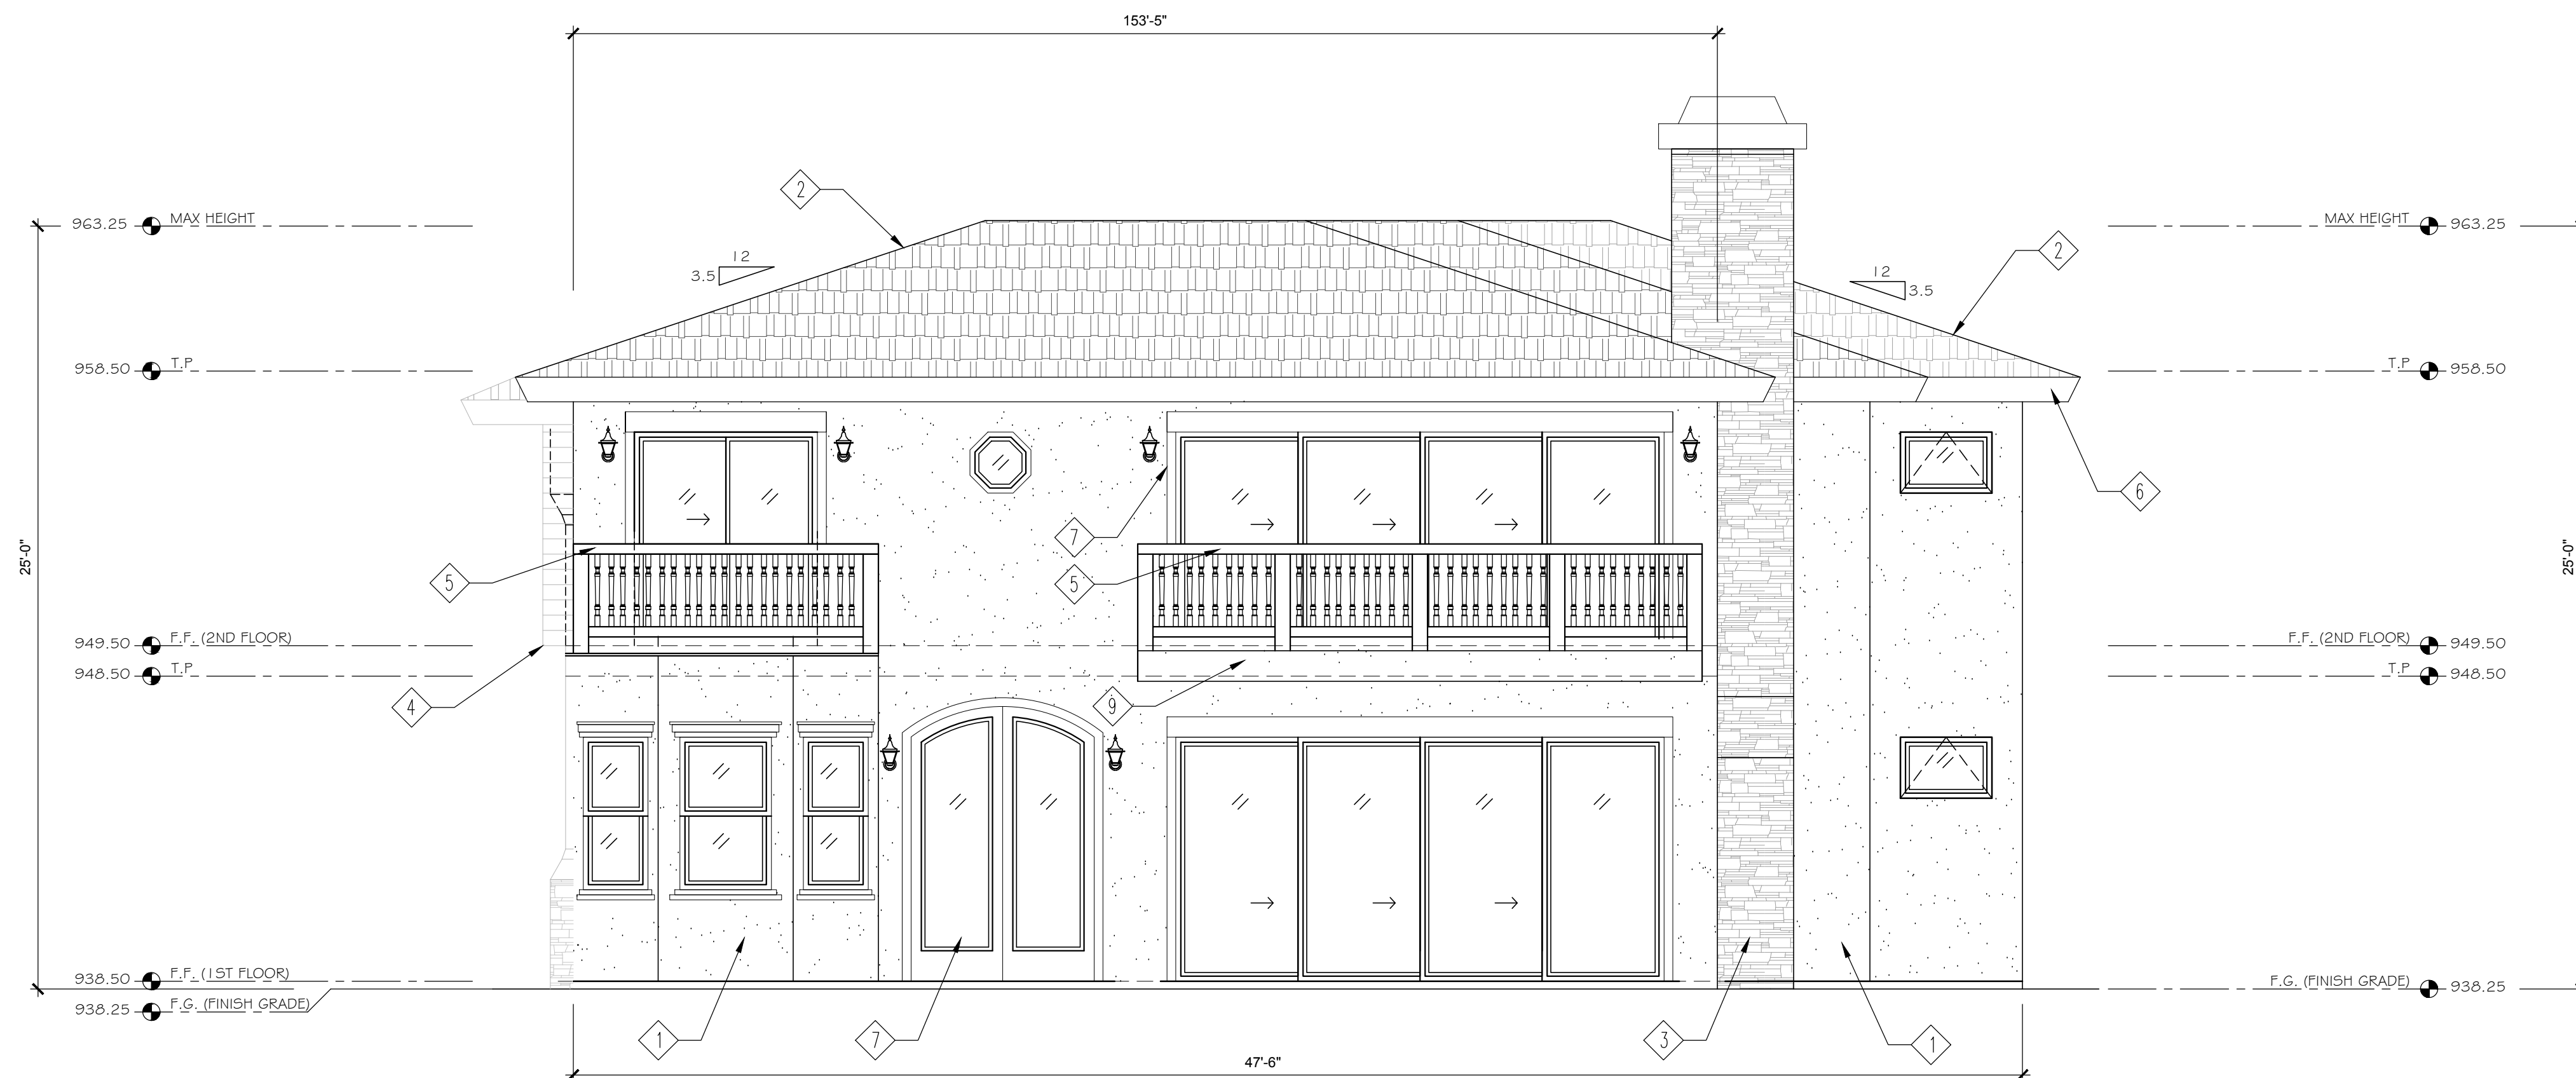 153'-5"
2
963.25 MAX HEIGHT
MAX HEIGHT 963.25
12
3.5
2
12
3.5
958.50 T.P
T.P 958.50
6
7
25'-0"
25'-0"
5
5
949.50 F.F. (2ND FLOOR)
F.F. (2ND FLOOR) 949.50
948.50 T.P
T.P 948.50
4
9
938.50 F.F. (1ST FLOOR)
F.G. (FINISH GRADE) 938.25
938.25 F.G. (FINISH GRADE)
1
7
3
1
47'-6"